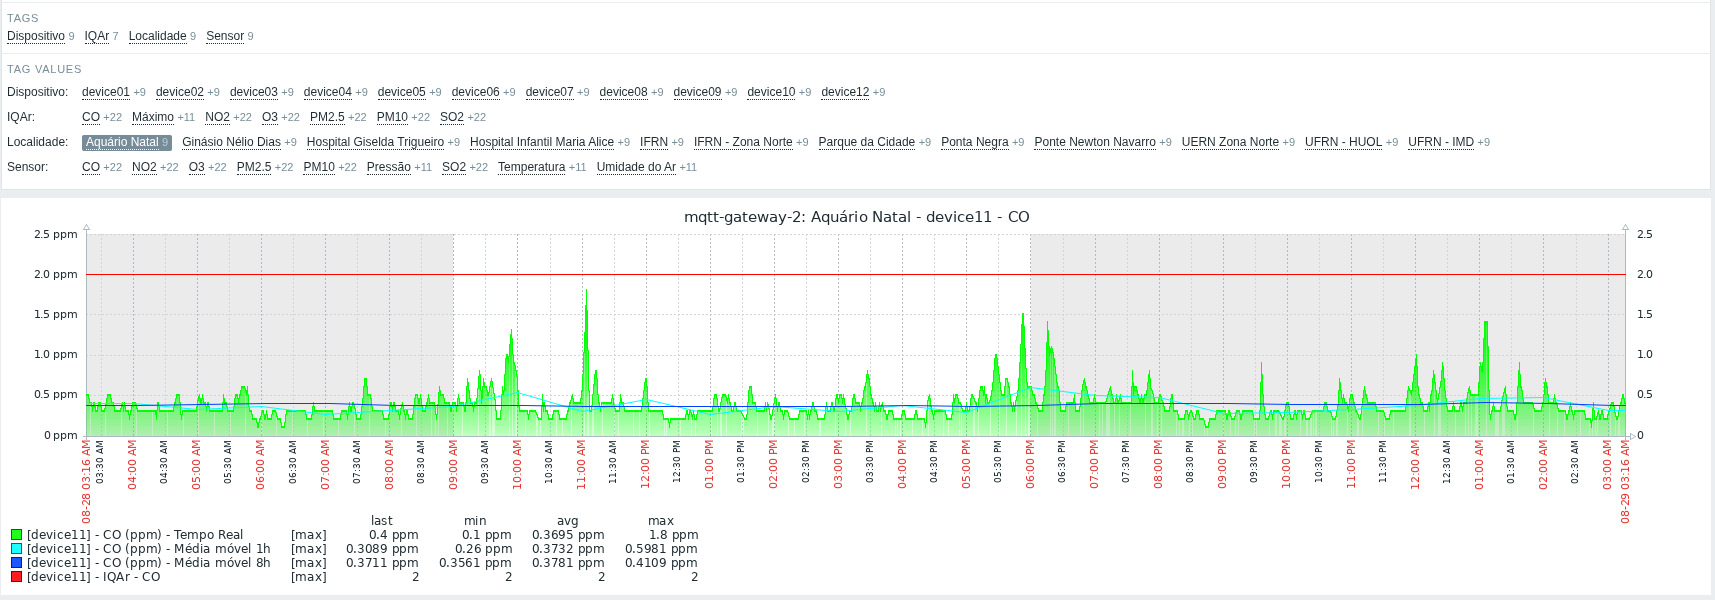 TAGS
Dispositivo 9 IQAr 7 Localidade 9 Sensor 9
TAG VALUES
Dispositivo: device01 +9 device02 +9 device03 +9 device04 +9 device05 +9 device06 +9 device07 +9 device08 +9 device09 +9 device10 +9 device12 +9
IQAr: CO +22 Máximo +11 NO2 +22 O3 +22 PM2.5 +22 PM10 +22 SO2 +22
Localidade: Aquário Natal 9 Ginásio Nélio Dias +9 Hospital Giselda Trigueiro +9 Hospital Infantil Maria Alice +9 IFRN +9 IFRN - Zona Norte +9 Parque da Cidade +9 Ponta Negra +9 Ponte Newton Navarro +9 UERN Zona Norte +9 UFRN - HUOL +9 UFRN - IMD +9
Sensor: CO +22 NO2 +22 O3 +22 PM2.5 +22 PM10 +22 Pressão +11 SO2 +22 Temperatura +11 Umidade do Ar +11
mqtt-gateway-2: Aquário Natal - device11 - CO
2.5 ppm 2.5
2.0 ppm 2.0
1.5 ppm 1.5
1.0 ppm 1.0
0.5 ppm 0.5
0 ppm 0
08-28 03:16 AM 03:30 AM 04:00 AM 04:30 AM 05:00 AM 05:30 AM 06:00 AM 06:30 AM 07:00 AM 07:30 AM 08:00 AM 08:30 AM 09:00 AM 09:30 AM 10:00 AM 10:30 AM 11:00 AM 11:30 AM 12:00 PM 12:30 PM 01:00 PM 01:30 PM 02:00 PM 02:30 PM 03:00 PM 03:30 PM 04:00 PM 04:30 PM 05:00 PM 05:30 PM 06:00 PM 06:30 PM 07:00 PM 07:30 PM 08:00 PM 08:30 PM 09:00 PM 09:30 PM 10:00 PM 10:30 PM 11:00 PM 11:30 PM 12:00 AM 12:30 AM 01:00 AM 01:30 AM 02:00 AM 02:30 AM 03:00 AM 08-29 03:16 AM
last min avg max
[device11] - CO (ppm) - Tempo Real [max] 0.4 ppm 0.1 ppm 0.3695 ppm 1.8 ppm
[device11] - CO (ppm) - Média móvel 1h [max] 0.3089 ppm 0.26 ppm 0.3732 ppm 0.5981 ppm
[device11] - CO (ppm) - Média móvel 8h [max] 0.3711 ppm 0.3561 ppm 0.3781 ppm 0.4109 ppm
[device11] - IQAr - CO [max] 2 2 2 2